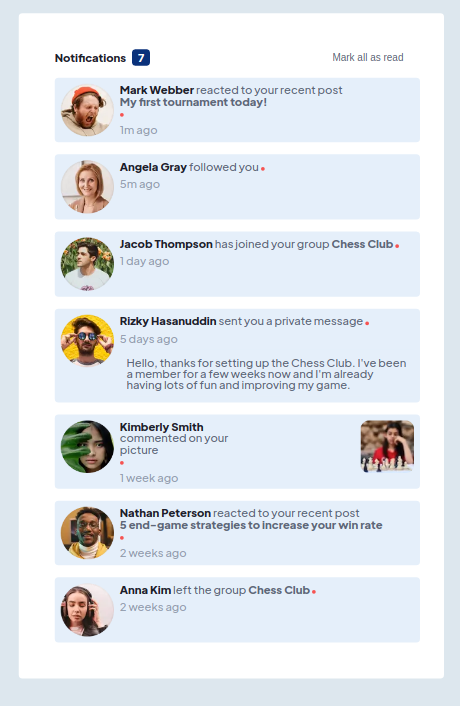 Notifications 7 Mark all as read
Mark Webber reacted to your recent post
My first tournament today!
1m ago
Angela Gray followed you
5m ago
Jacob Thompson has joined your group Chess Club
1 day ago
Rizky Hasanuddin sent you a private message
5 days ago
Hello, thanks for setting up the Chess Club. I've been
a member for a few weeks now and I'm already
having lots of fun and improving my game.
Kimberly Smith
commented on your
picture
1 week ago
Nathan Peterson reacted to your recent post
5 end-game strategies to increase your win rate
2 weeks ago
Anna Kim left the group Chess Club
2 weeks ago